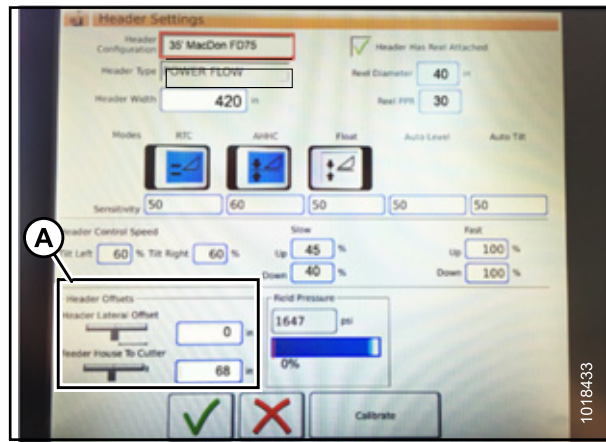 Header Settings
Header Configuration
35' MacDon FD75
Header Has Reel Attached
Header Type
POWER FLOW
Reel Diameter
40
in
Header Width
420
in
Reel PPR
30
Modes
RTC
AHHC
Float
Auto Level
Auto Tilt
Sensitivity
50
60
50
50
50
Header Control Speed
Slow
Fast
Tilt Left
60
%
Tilt Right
60
%
Up
45
%
Up
100
%
Down
40
%
Down
100
%
A
Header Offsets
Header Lateral Offset
0
in
Feeder House To Cutter
68
in
Field Pressure
1647
psi
0%
Calibrate
1018433